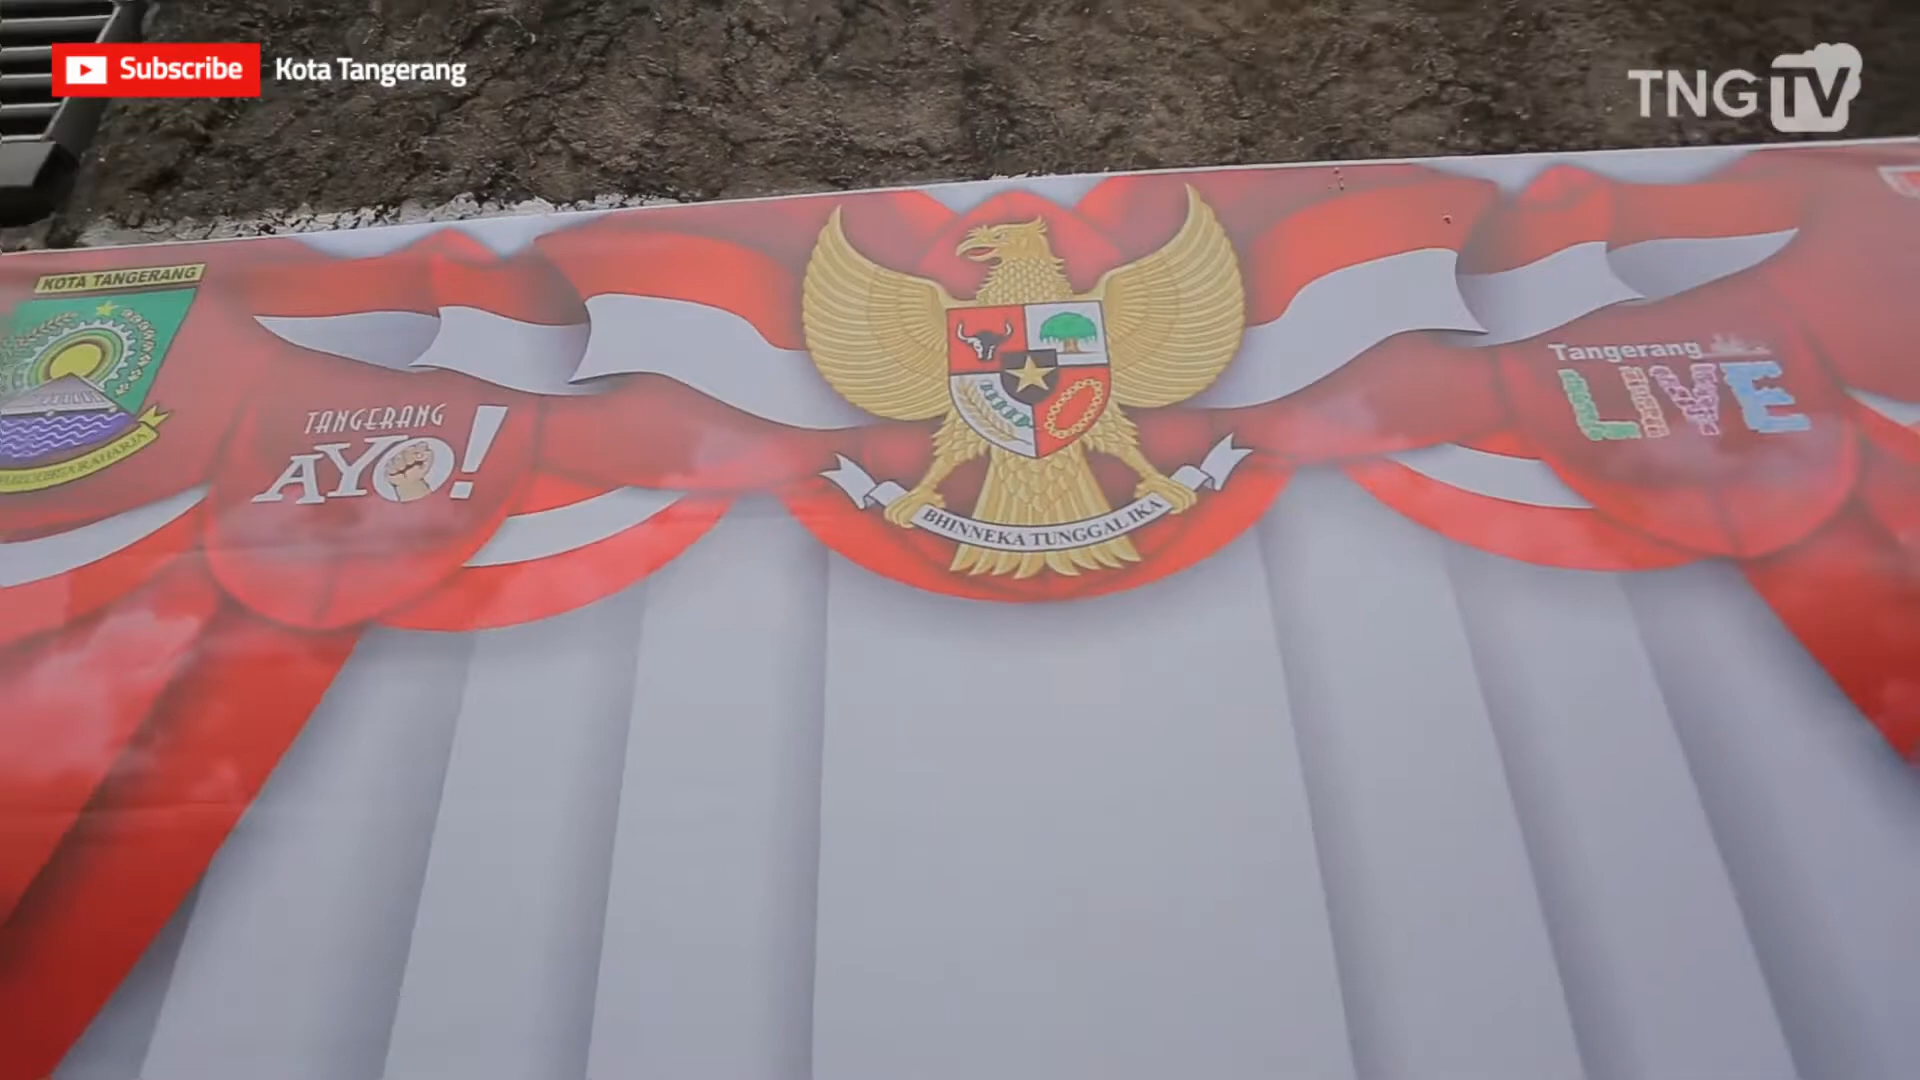 Subscribe
Kota Tangerang
TNG TV
KOTA TANGERANG
TANGERANG
AYO!
BHINNEKA TUNGGAL IKA
Tangerang
LIVE